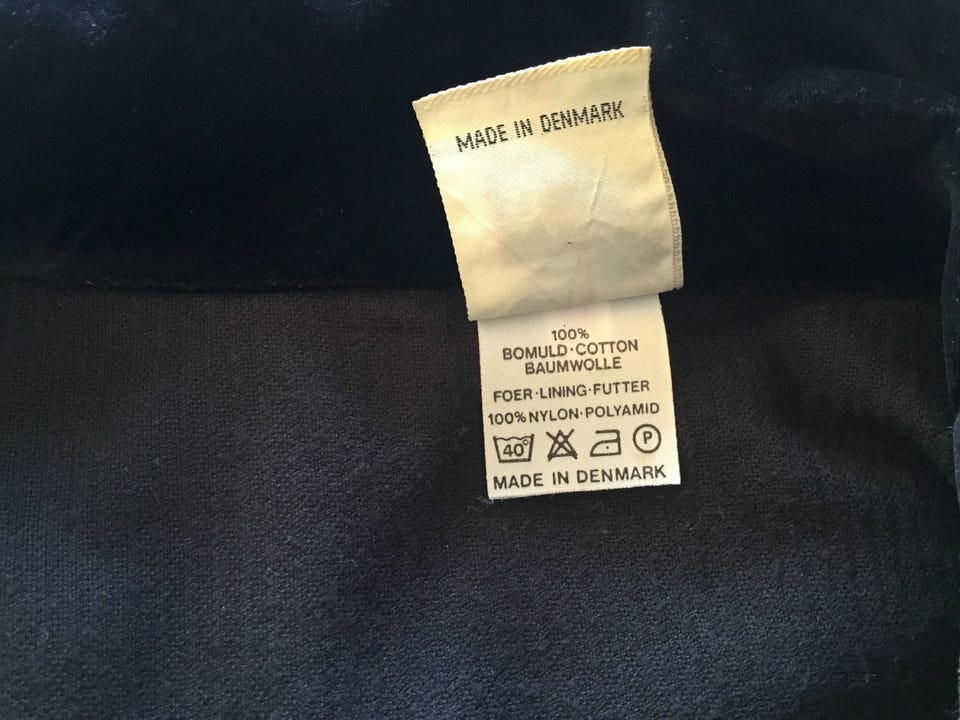 MADE IN DENMARK
100%
BOMULD·COTTON
BAUMWOLLE
FOER·LINING·FUTTER
100% NYLON·POLYAMID
40° P
MADE IN DENMARK